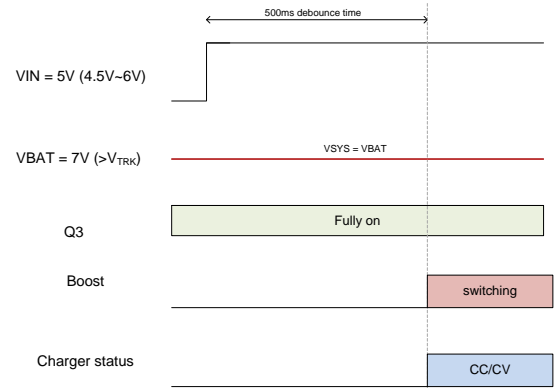 500ms debounce time
VIN = 5V (4.5V~6V)
VSYS = VBAT
VBAT = 7V (>VTRK)
Fully on
Q3
Boost
switching
Charger status
CC/CV